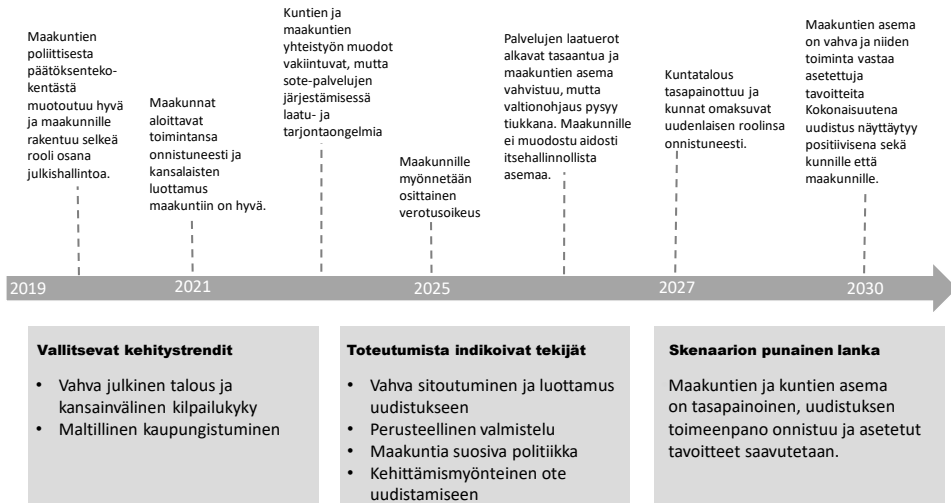 Maakuntien
poliittisesta
päätöksenteko-
kentästä
muotoutuu hyvä
ja maakunnille
rakentuu selkeä
rooli osana
julkishallintoa.
Maakunnat
aloittavat
toimintansa
onnistuneesti ja
kansalaisten
luottamus
maakuntiin on hyvä.
Kuntien ja
maakuntien
yhteistyön muodot
vakiintuvat, mutta
sote-palvelujen
järjestämisessä
laatu- ja
tarjontaongelmia
Maakunnille
myönnetään
osittainen
verotusoikeus
Palvelujen laatuerot
alkavat tasaantua ja
maakuntien asema
vahvistuu, mutta
valtionohjaus pysyy
tiukkana. Maakunnille
ei muodostu aidosti
itsehallinnollista
asemaa.
Kuntatalous
tasapainottuu ja
kunnat omaksuvat
uudenlaisen roolinsa
onnistuneesti.
Maakuntien asema
on vahva ja niiden
toiminta vastaa
asetettuja
tavoitteita
Kokonaisuutena
uudistus näyttäytyy
positiivisena sekä
kunnille että
maakunnille.
2019
2021
2025
2027
2030
Vallitsevat kehitystrendit
• Vahva julkinen talous ja
kansainvälinen kilpailukyky
• Maltillinen kaupungistuminen
Toteutumista indikoivat tekijät
• Vahva sitoutuminen ja luottamus
uudistukseen
• Perusteellinen valmistelu
• Maakuntia suosiva politiikka
• Kehittämismyönteinen ote
uudistamiseen
Skenaarion punainen lanka
Maakuntien ja kuntien asema
on tasapainoinen, uudistuksen
toimeenpano onnistuu ja asetetut
tavoitteet saavutetaan.